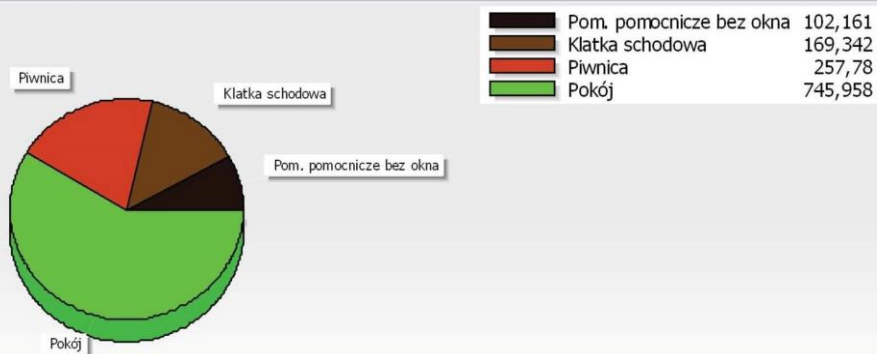 Pom. pomocnicze bez okna 102,161
Klatka schodowa 169,342
Piwnica 257,78
Pokój 745,958
Piwnica
Klatka schodowa
Pom. pomocnicze bez okna
Pokój